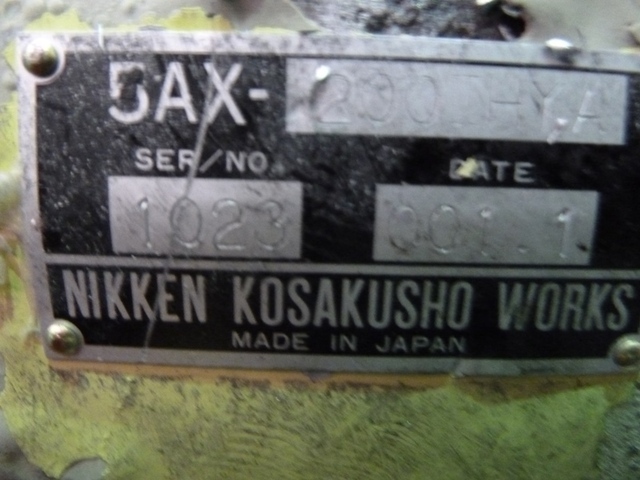 5AX-
SER/NO. DATE
1023
NIKKEN KOSAKUSHO WORKS
MADE IN JAPAN